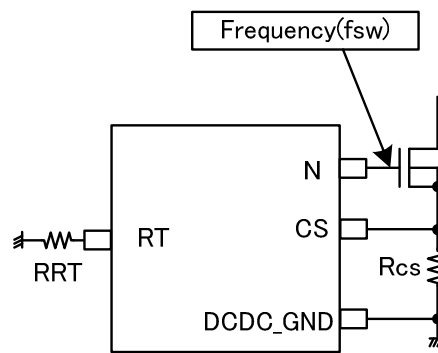 Frequency(fsw)
N
RT
CS
RRT
Rcs
DCDC_GND